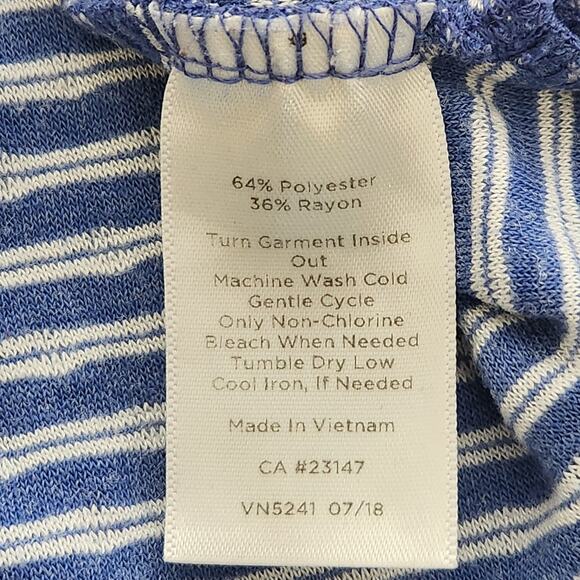 64% Polyester
36% Rayon
Turn Garment Inside
Out
Machine Wash Cold
Gentle Cycle
Only Non-Chlorine
Bleach When Needed
Tumble Dry Low
Cool Iron, If Needed
Made In Vietnam
CA #23147
VN5241 07/18